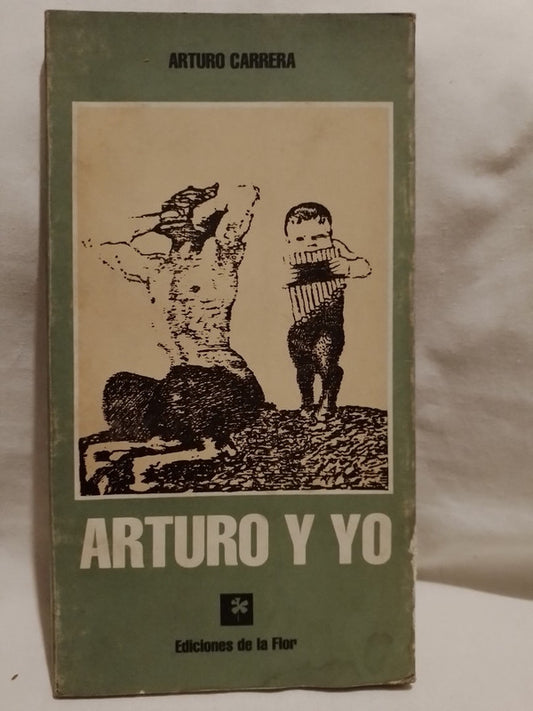 ARTURO CARRERA
ARTURO Y YO
Ediciones de la Flor